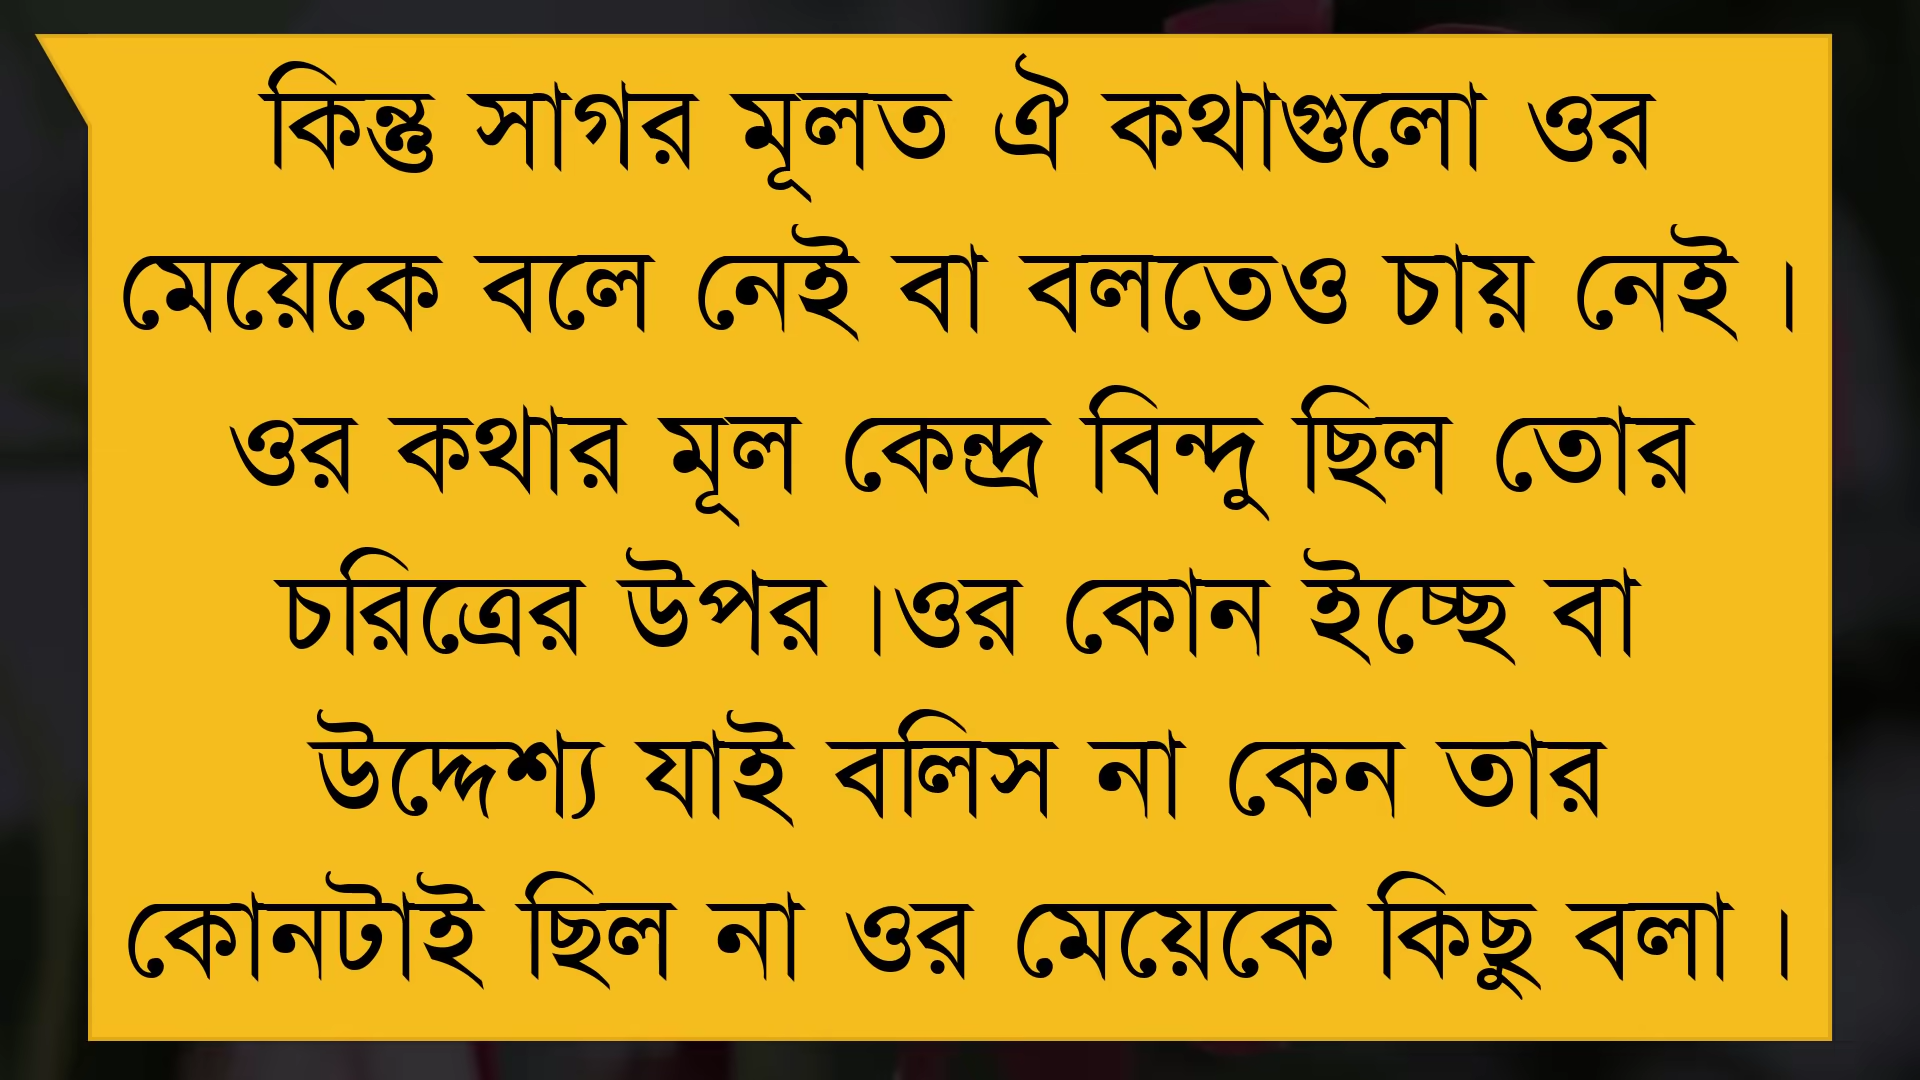 কিন্তু সাগর মূলত ঐ কথাগুলো ওর
মেয়েকে বলে নেই বা বলতেও চায় নেই ।
ওর কথার মূল কেন্দ্র বিন্দু ছিল তোর
চরিত্রের উপর ।ওর কোন ইচ্ছে বা
উদ্দেশ্য যাই বলিস না কেন তার
কোনটাই ছিল না ওর মেয়েকে কিছু বলা ।